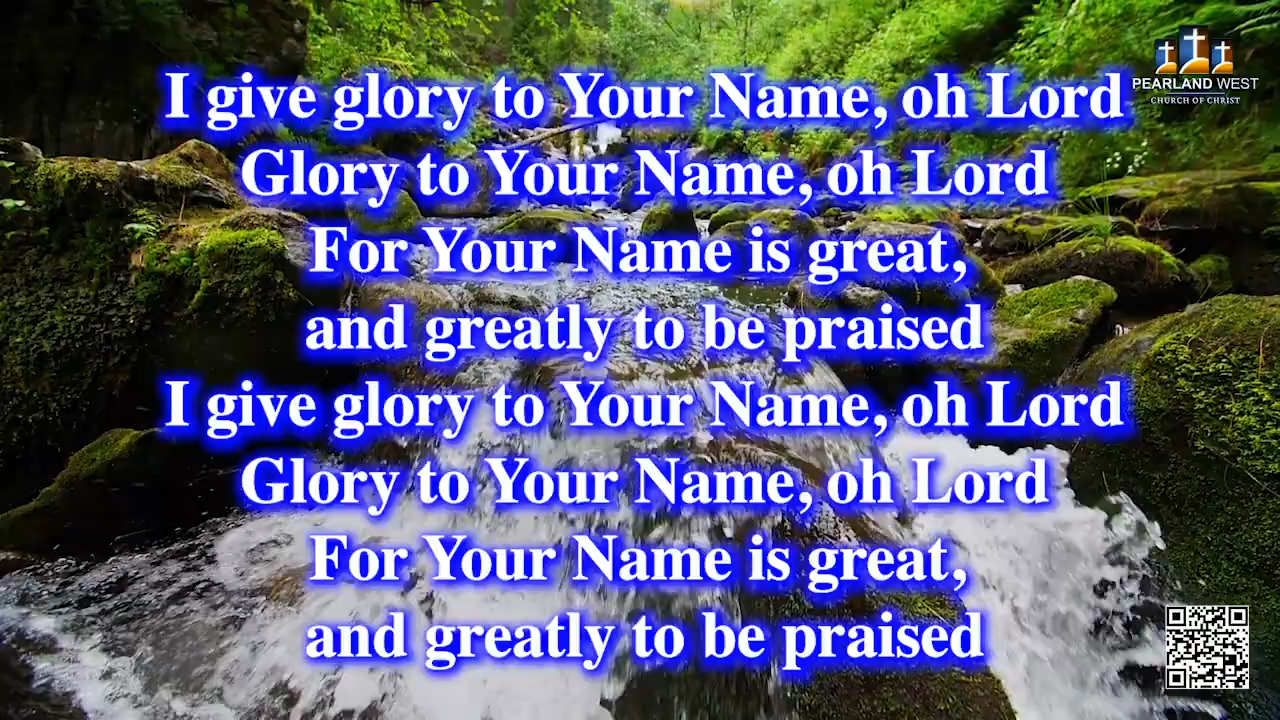 I give glory to Your Name, oh Lord
Glory to Your Name, oh Lord
For Your Name is great,
and greatly to be praised
I give glory to Your Name, oh Lord
Glory to Your Name, oh Lord
For Your Name is great,
and greatly to be praised
PEARLAND WEST
CHURCH OF CHRIST